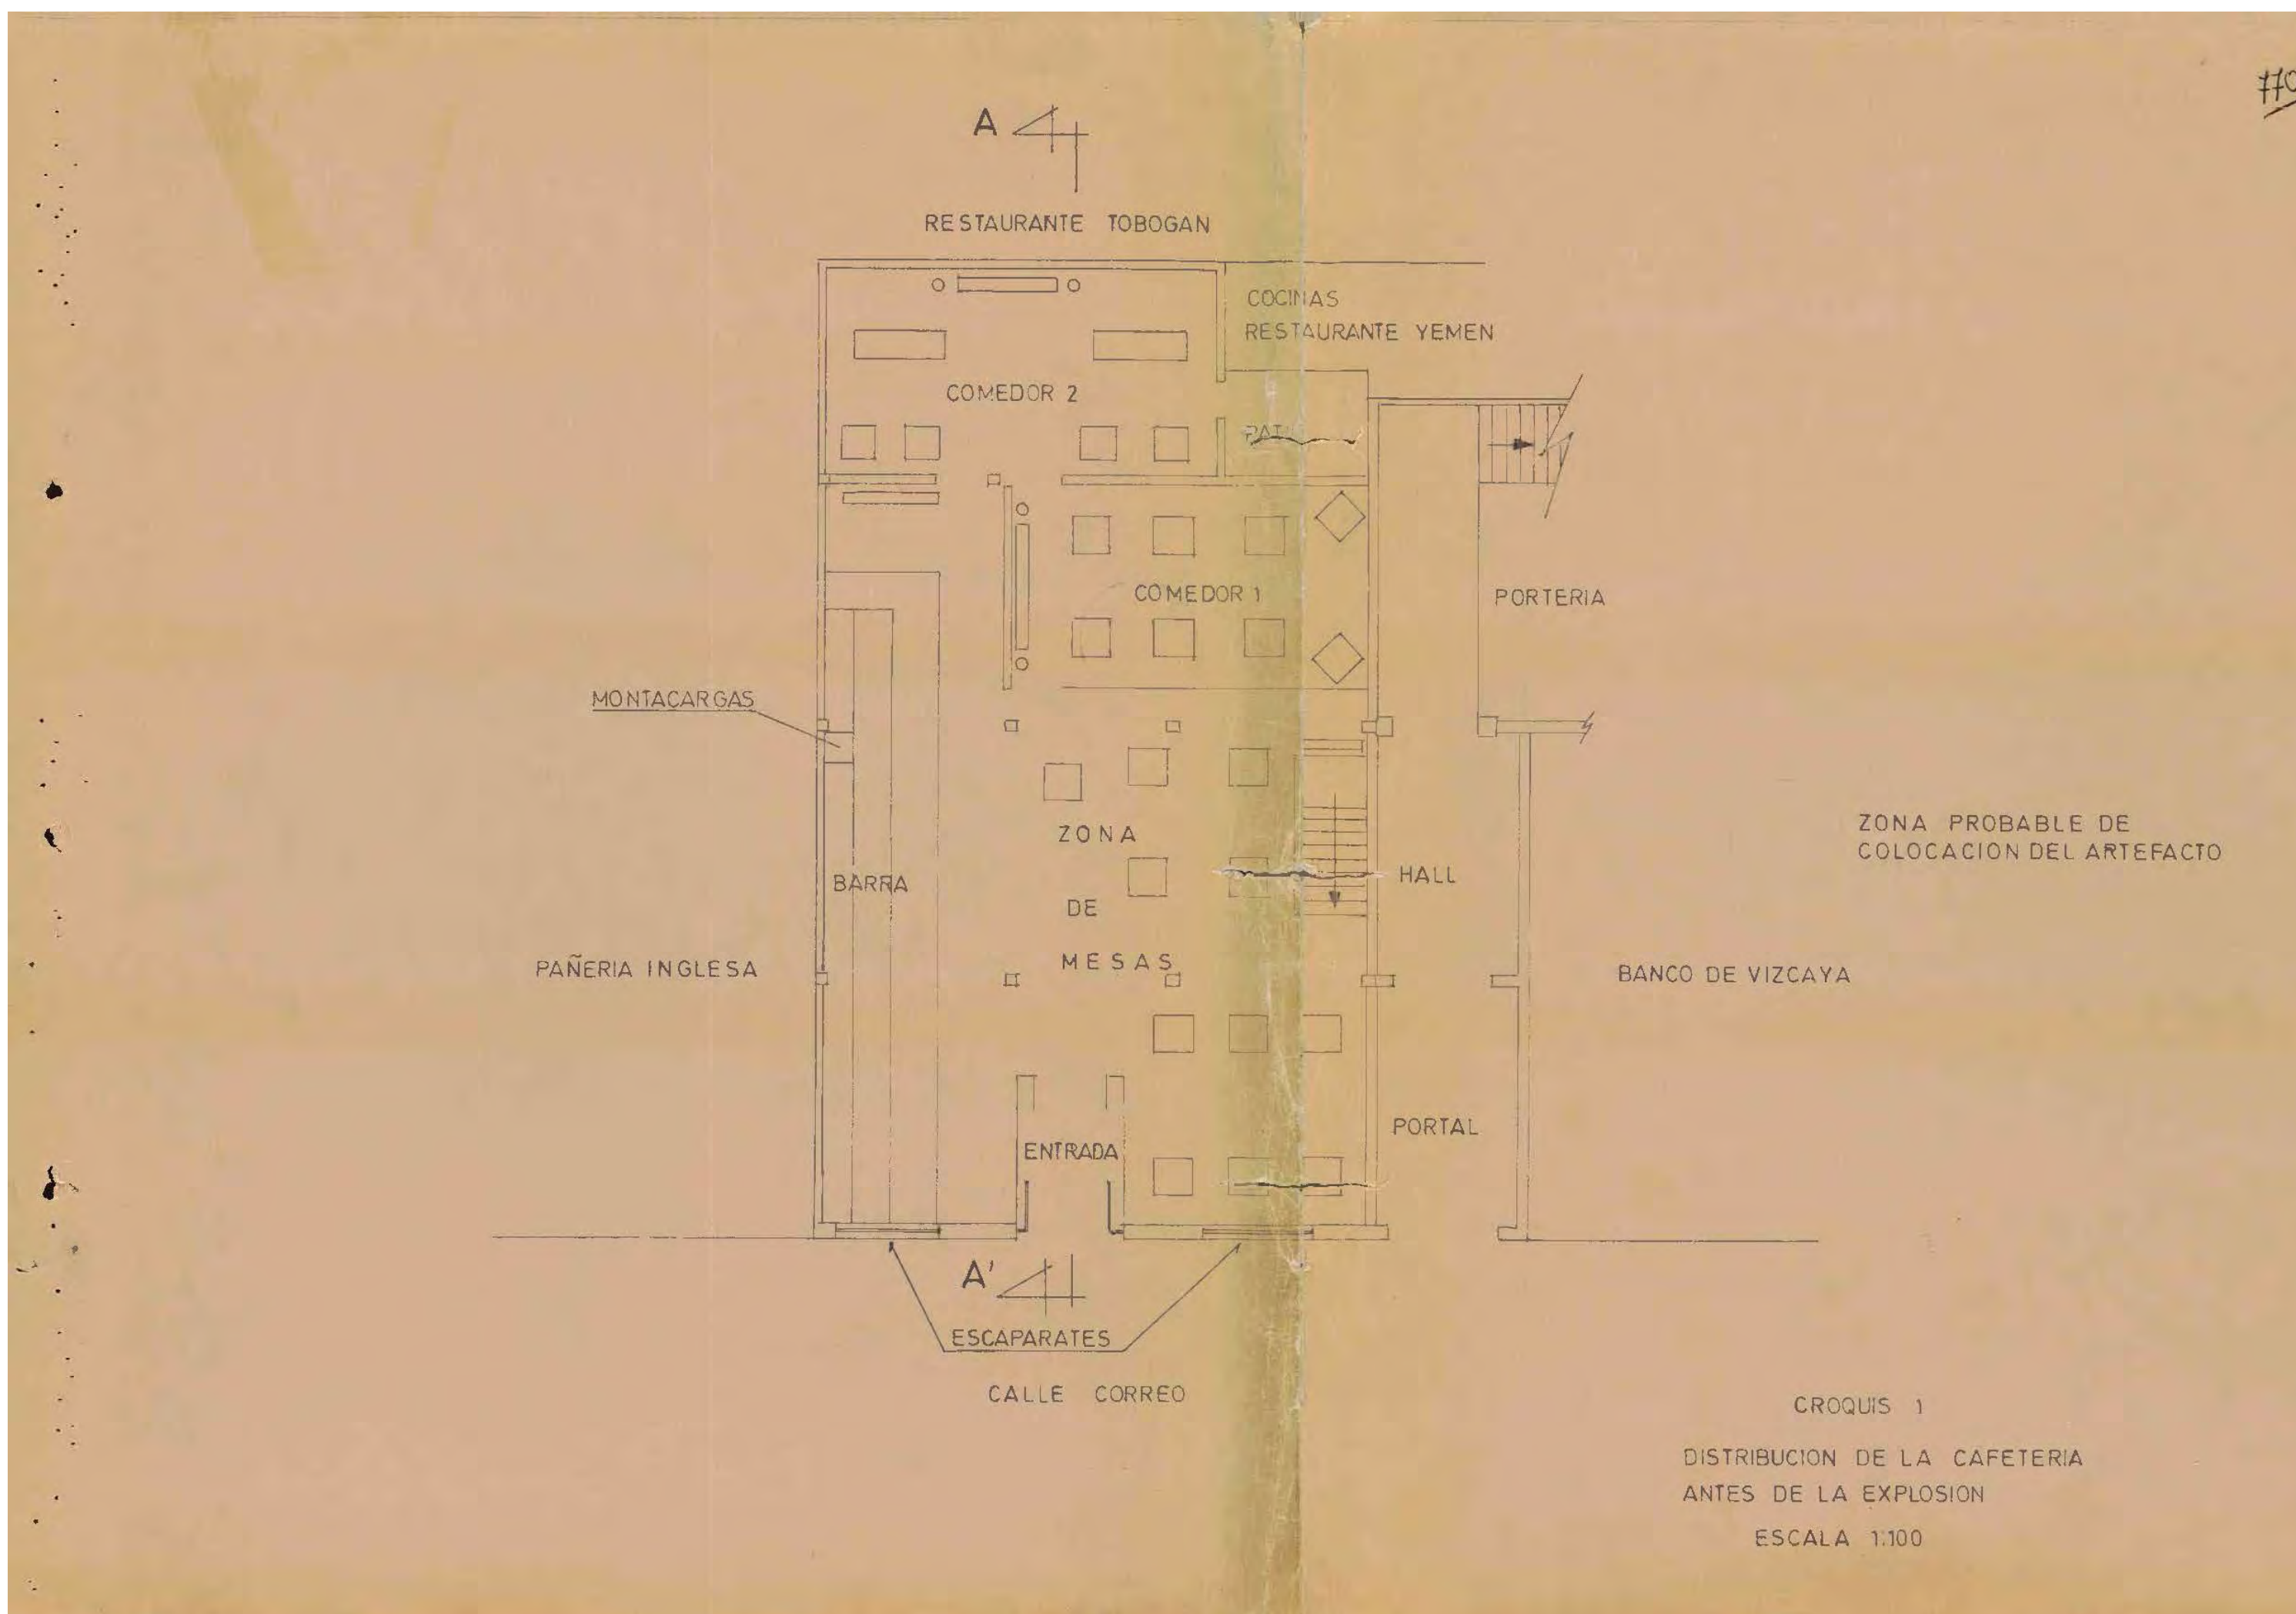 A
RESTAURANTE TOBOGAN
COCINAS
RESTAURANTE YEMEN
COMEDOR 2
COMEDOR 1
PORTERIA
MONTACARGAS
ZONA
DE
MESAS
BARRA
HALL
ZONA PROBABLE DE
COLOCACION DEL ARTEFACTO
PAÑERIA INGLESA
BANCO DE VIZCAYA
PORTAL
ENTRADA
A'
ESCAPARATES
CALLE CORREO
CROQUIS 1
DISTRIBUCION DE LA CAFETERIA
ANTES DE LA EXPLOSION
ESCALA 1:100